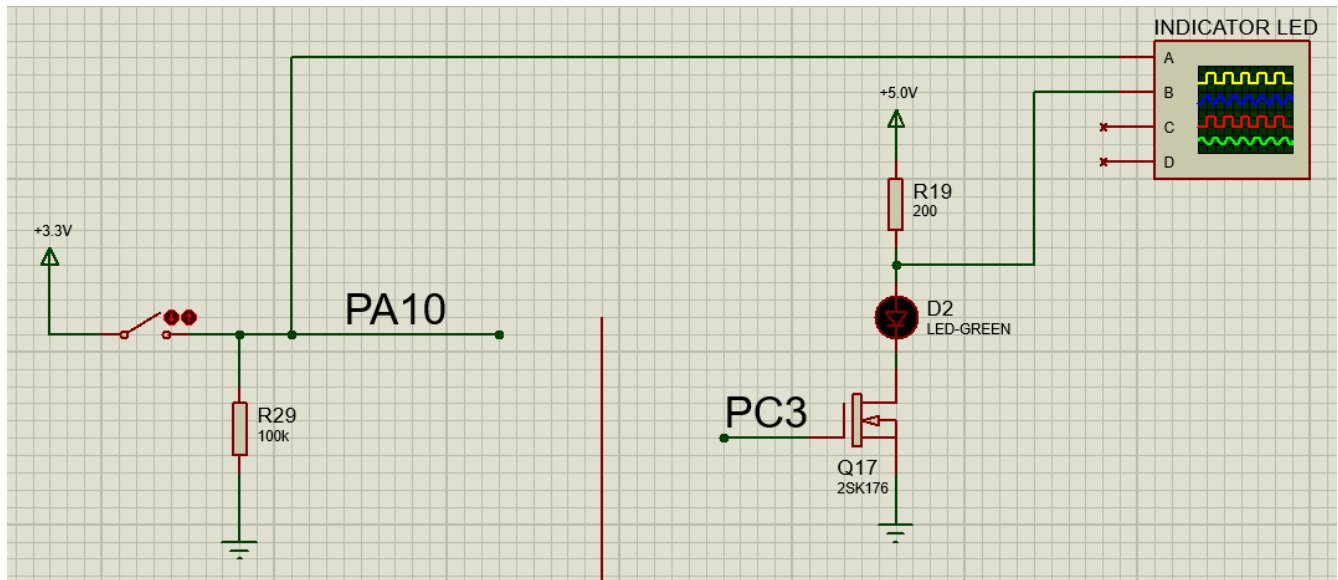 INDICATOR LED
A
B
C
D
+5.0V
R19
200
+3.3V
PA10
D2
LED-GREEN
R29
100k
PC3
Q17
2SK176